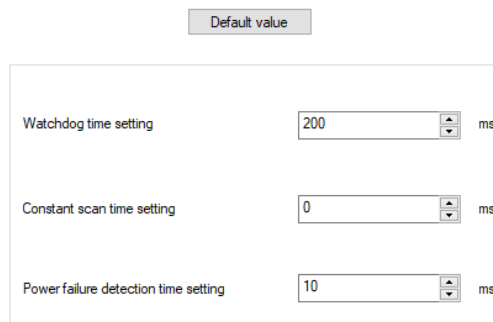 Default value
Watchdog time setting 200 ms
Constant scan time setting 0 ms
Power failure detection time setting 10 ms